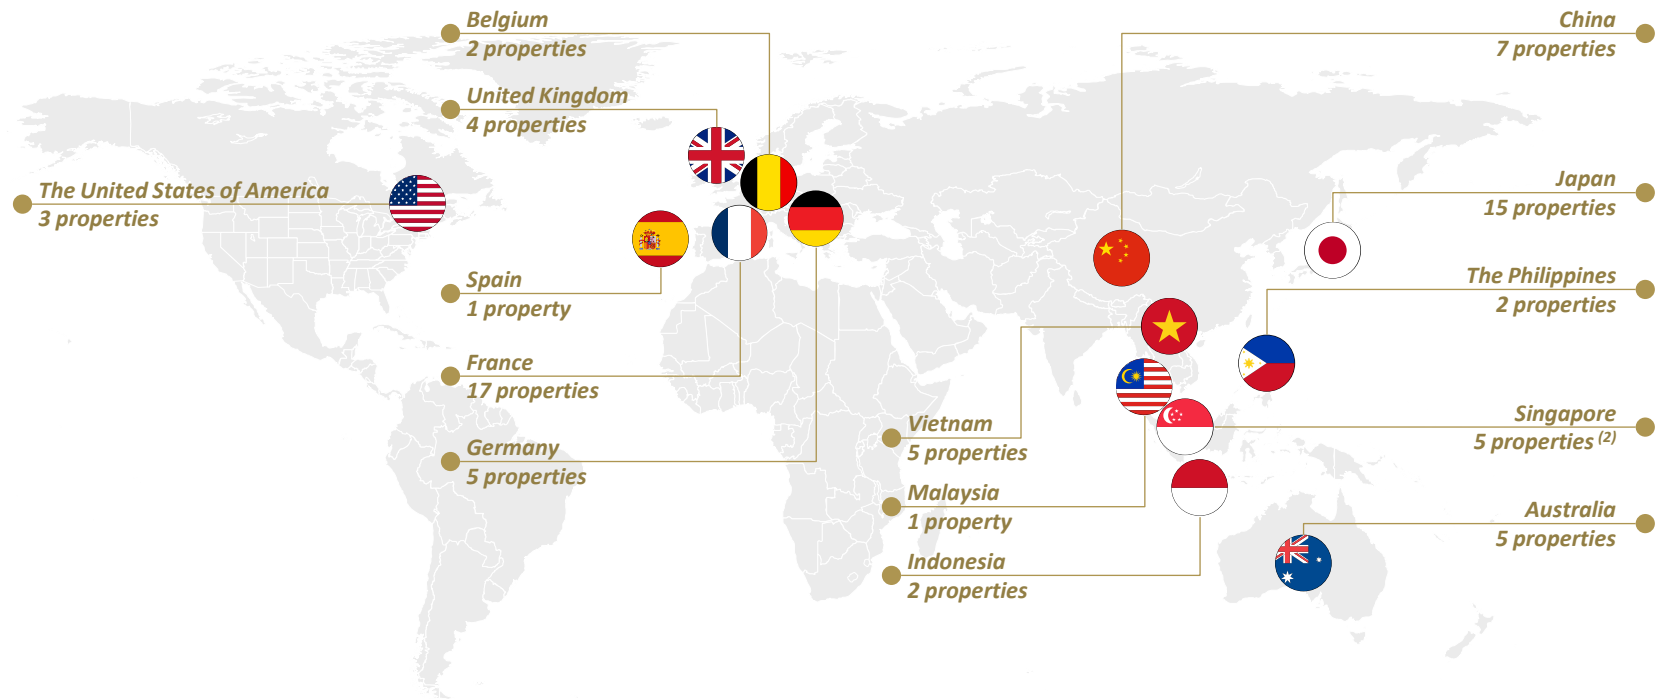 Belgium
2 properties
United Kingdom
4 properties
The United States of America
3 properties
Spain
1 property
France
17 properties
Germany
5 properties
Vietnam
5 properties
Malaysia
1 property
Indonesia
2 properties
China
7 properties
Japan
15 properties
The Philippines
2 properties
Singapore
5 properties (2)
Australia
5 properties